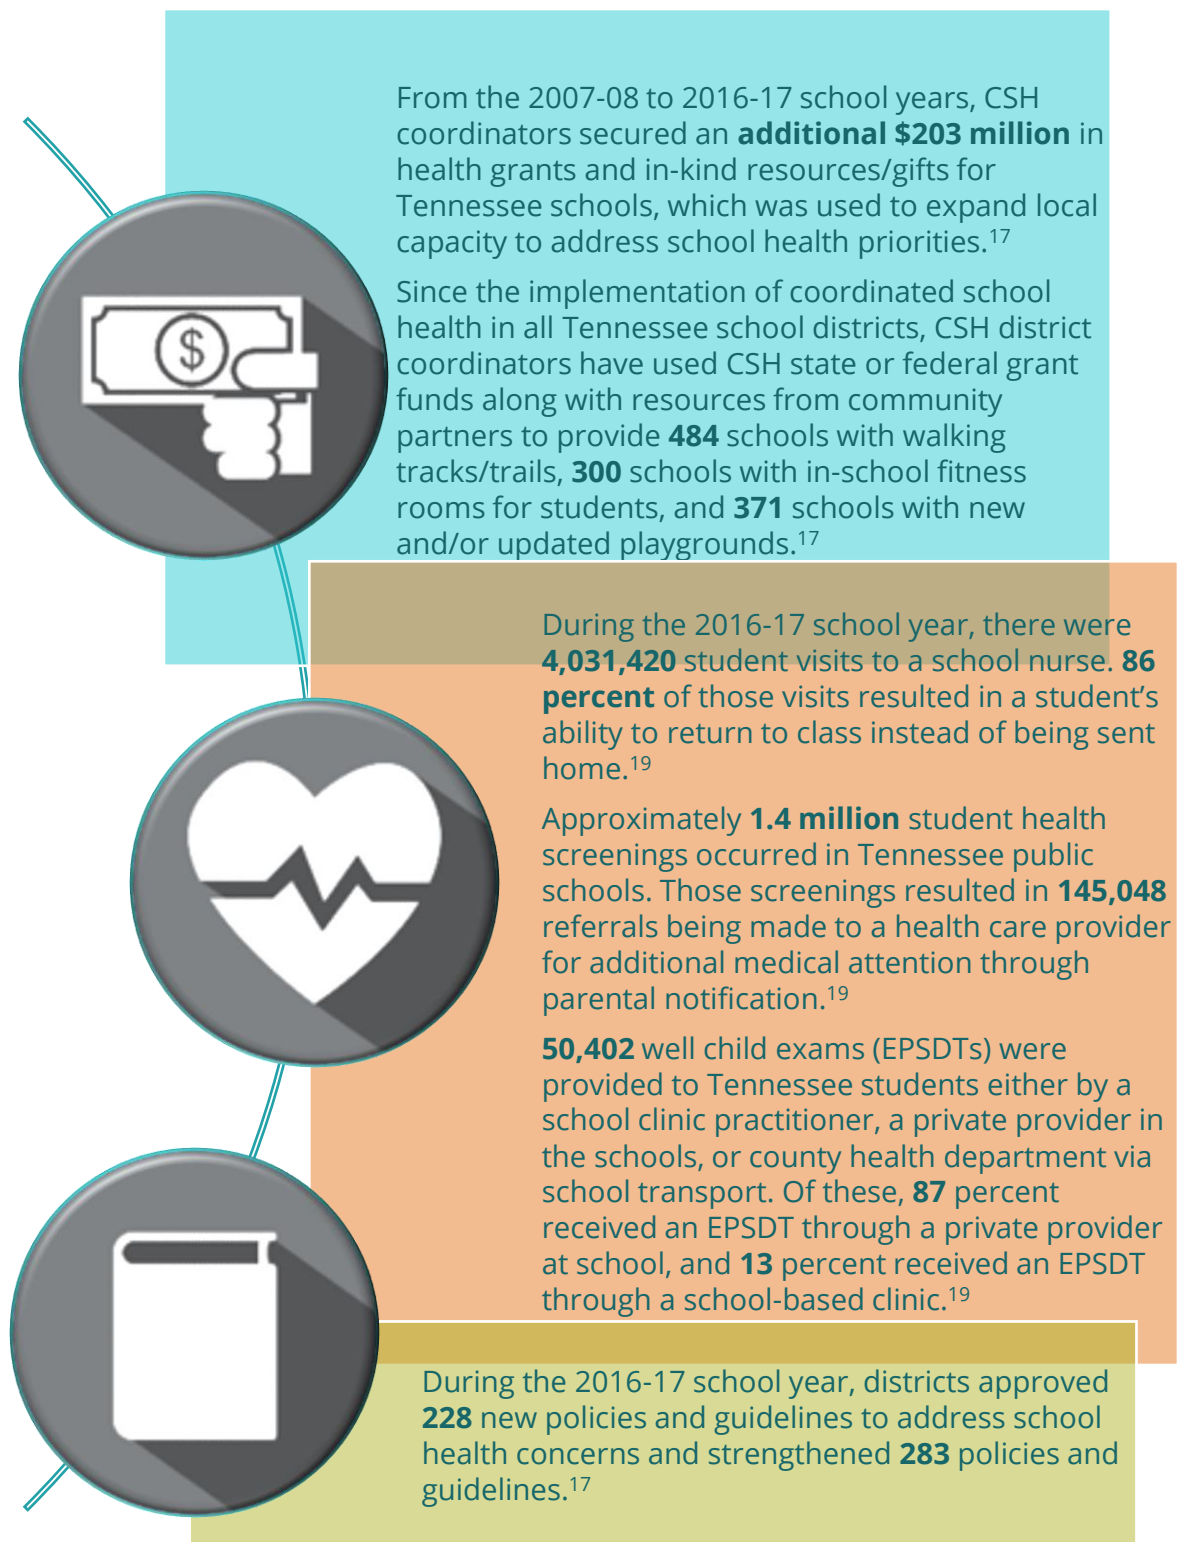 From the 2007-08 to 2016-17 school years, CSH
coordinators secured an additional $203 million in
health grants and in-kind resources/gifts for
Tennessee schools, which was used to expand local
capacity to address school health priorities.17
Since the implementation of coordinated school
health in all Tennessee school districts, CSH district
coordinators have used CSH state or federal grant
funds along with resources from community
partners to provide 484 schools with walking
tracks/trails, 300 schools with in-school fitness
rooms for students, and 371 schools with new
and/or updated playgrounds.17
$
During the 2016-17 school year, there were
4,031,420 student visits to a school nurse. 86
percent of those visits resulted in a student’s
ability to return to class instead of being sent
home.19
Approximately 1.4 million student health
screenings occurred in Tennessee public
schools. Those screenings resulted in 145,048
referrals being made to a health care provider
for additional medical attention through
parental notification.19
50,402 well child exams (EPSDTs) were
provided to Tennessee students either by a
school clinic practitioner, a private provider in
the schools, or county health department via
school transport. Of these, 87 percent
received an EPSDT through a private provider
at school, and 13 percent received an EPSDT
through a school-based clinic.19
During the 2016-17 school year, districts approved
228 new policies and guidelines to address school
health concerns and strengthened 283 policies and
guidelines.17